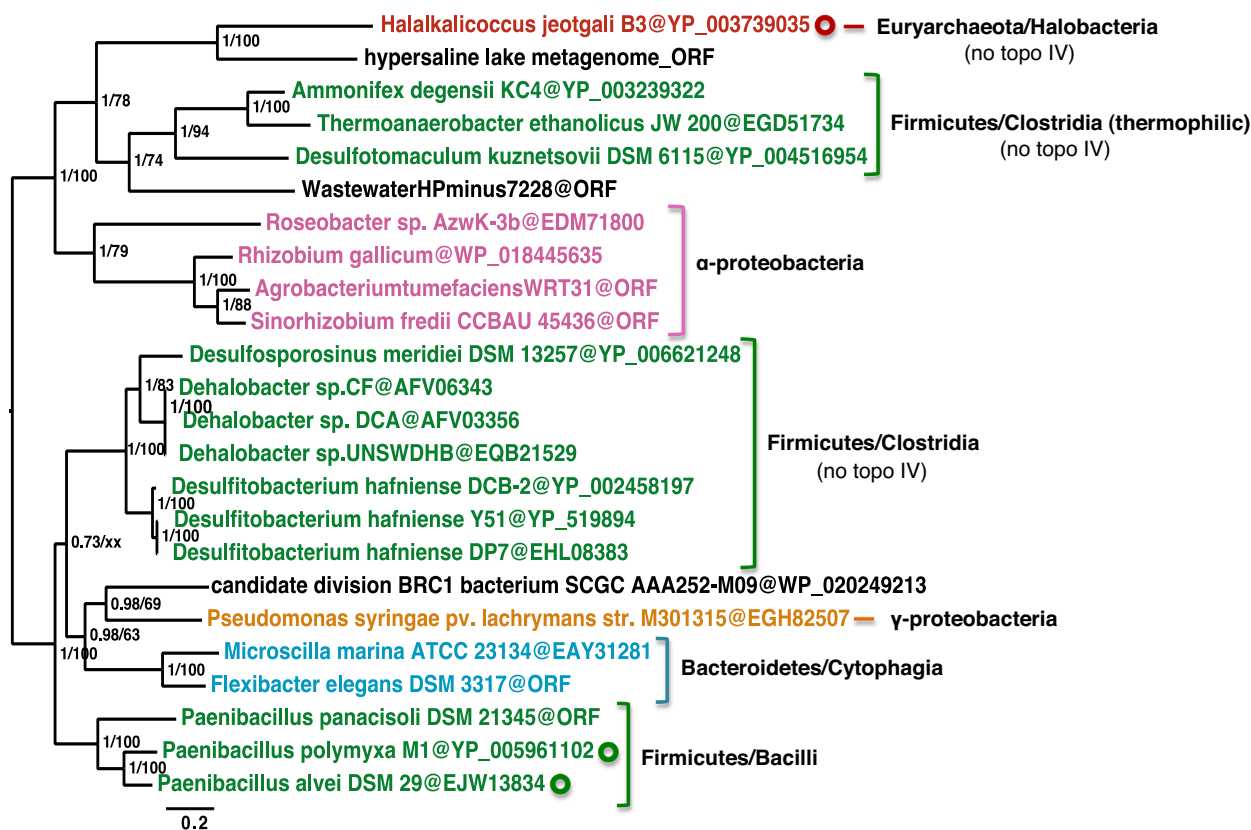 Halalkalicoccus jeotgali B3@YP_003739035
Euryarchaeota/Halobacteria
(no topo IV)
1/100
hypersaline lake metagenome_ORF
Ammonifex degensii KC4@YP_003239322
1/78
1/100
Thermoanaerobacter ethanolicus JW 200@EGD51734
Firmicutes/Clostridia (thermophilic)
(no topo IV)
1/94
1/74
Desulfotomaculum kuznetsovii DSM 6115@YP_004516954
1/100
WastewaterHPminus7228@ORF
Roseobacter sp. AzwK-3b@EDM71800
1/79
Rhizobium gallicum@WP_018445635
α-proteobacteria
1/100
AgrobacteriumtumefaciensWRT31@ORF
1/88
Sinorhizobium fredii CCBAU 45436@ORF
Desulfosporosinus meridiei DSM 13257@YP_006621248
1/83
Dehalobacter sp.CF@AFV06343
1/100
Dehalobacter sp. DCA@AFV03356
1/100
Dehalobacter sp.UNSWDHB@EQB21529
Firmicutes/Clostridia
(no topo IV)
Desulfitobacterium hafniense DCB-2@YP_002458197
1/100
Desulfitobacterium hafniense Y51@YP_519894
1/100
0.73/xx
Desulfitobacterium hafniense DP7@EHL08383
candidate division BRC1 bacterium SCGC AAA252-M09@WP_020249213
0.98/69
Pseudomonas syringae pv. lachrymans str. M301315@EGH82507
γ-proteobacteria
0.98/63
1/100
Microscilla marina ATCC 23134@EAY31281
1/100
Bacteroidetes/Cytophagia
Flexibacter elegans DSM 3317@ORF
Paenibacillus panacisoli DSM 21345@ORF
1/100
Paenibacillus polymyxa M1@YP_005961102
Firmicutes/Bacilli
1/100
Paenibacillus alvei DSM 29@EJW13834
0.2